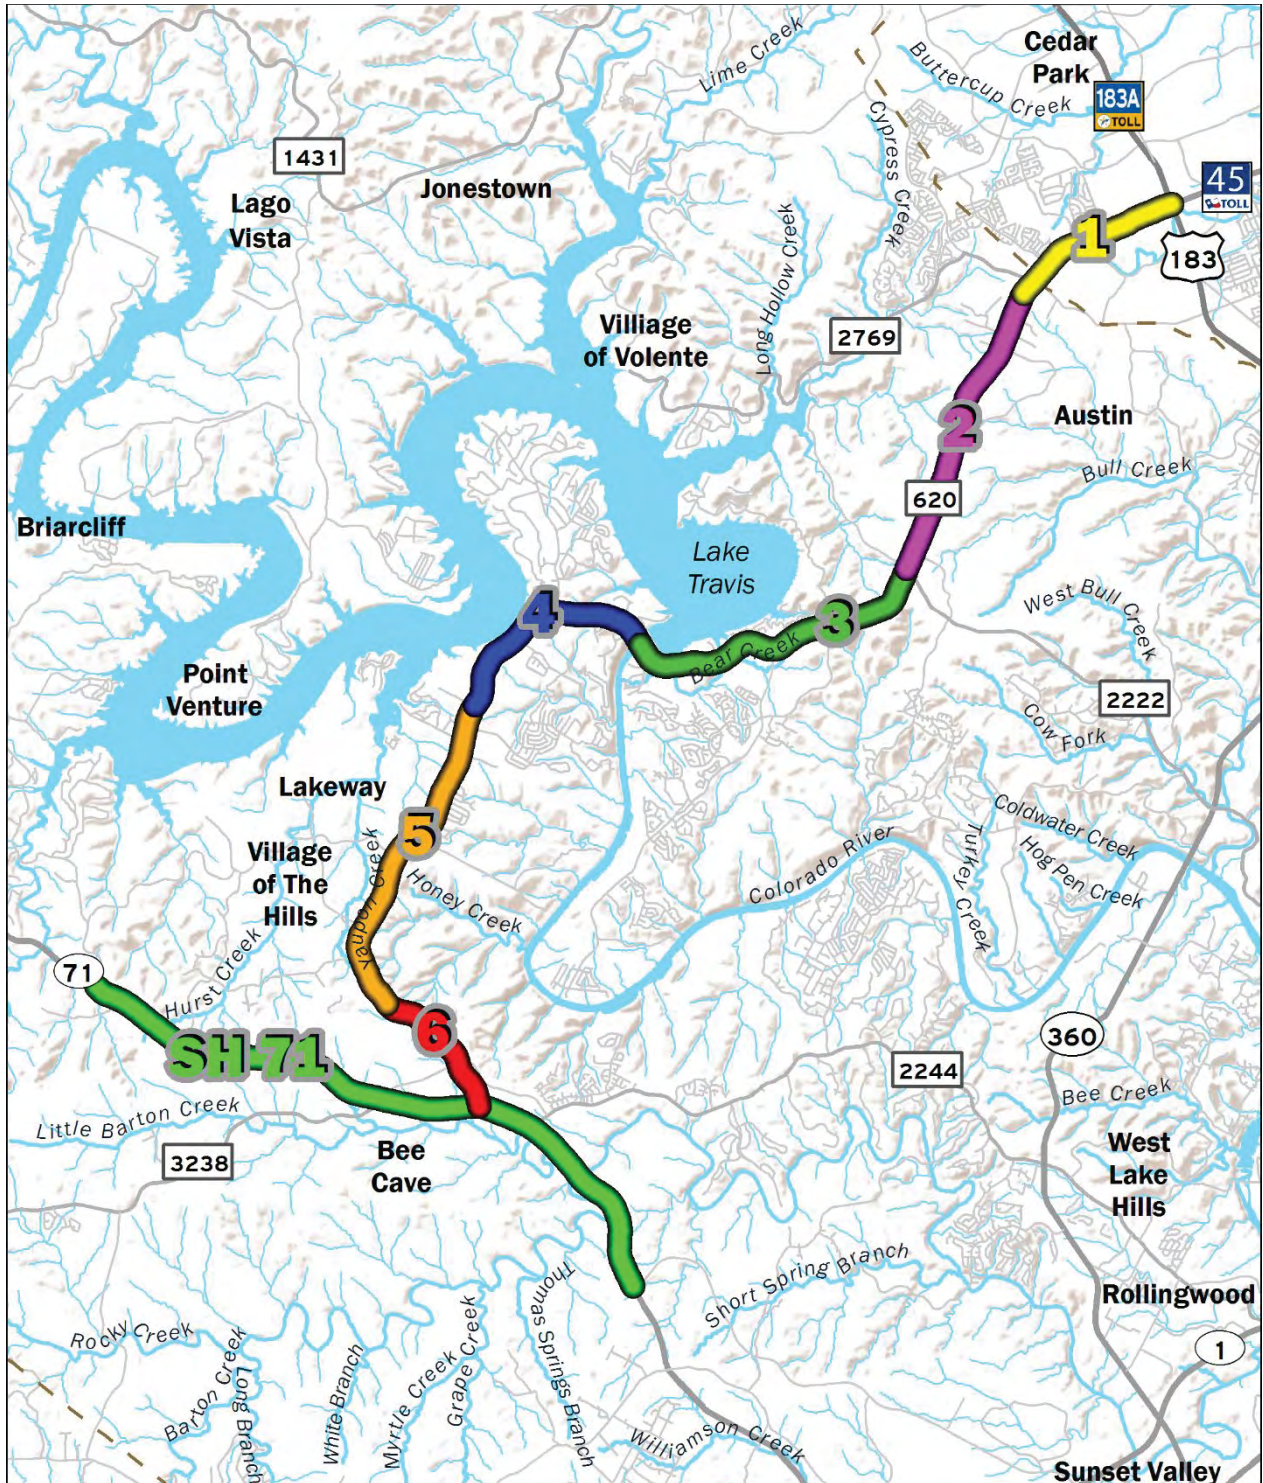 Cedar
Park
Lime Creek
Buttercup Creek
183A
TOLL
Cypress Creek
1431
Jonestown
45
TOLL
Lago
Vista
Long Hollow Creek
1
183
Villiage
of Volente
2769
2
Austin
Bull Creek
620
Briarcliff
Lake
Travis
West Bull Creek
4
3
Bear Creek
Point
Venture
2222
Cow Fork
Lakeway
5
Coldwater Creek
Turkey Creek
Hog Pen Creek
Colorado River
Village
of The
Hills
Yaupon Creek
Honey Creek
71
Hurst Creek
6
360
SH 71
2244
Bee Creek
Little Barton Creek
3238
Bee
Cave
West
Lake
Hills
Short Spring Branch
Thomas Springs Branch
Rollingwood
Rocky Creek
1
Barton Creek
Long Branch
White Branch
Myrtle Creek
Grape Creek
Williamson Creek
Sunset Valley